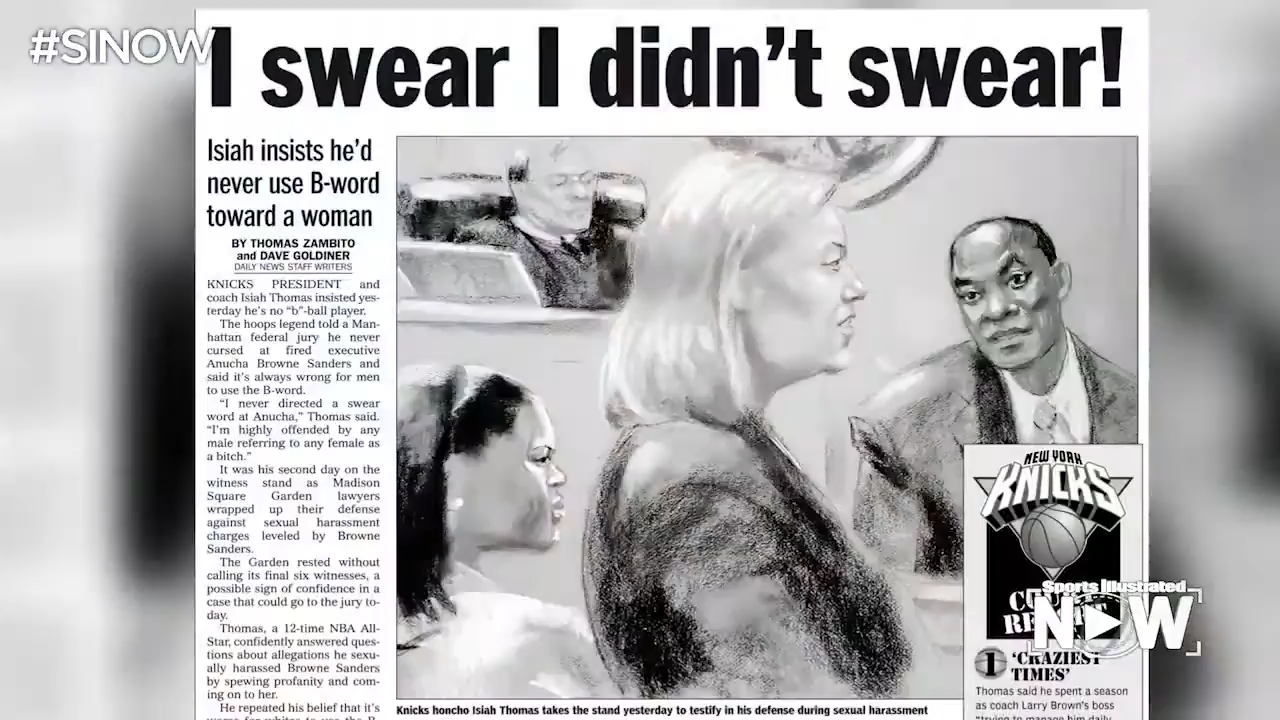 #SINOW
I swear I didn't swear!
Isiah insists he'd
never use B-word
toward a woman
BY THOMAS ZAMBITO
and DAVE GOLDINER
DAILY NEWS STAFF WRITERS
KNICKS PRESIDENT and
coach Isiah Thomas insisted yes-
terday he's no "b"-ball player.
The hoops legend told a Man-
hattan federal jury he never
cursed at fired executive
Anucha Browne Sanders and
said it's always wrong for men
to use the B-word.
"I never directed a swear
word at Anucha," Thomas said.
"I'm highly offended by any
male referring to any female as
a bitch."
It was his second day on the
witness stand as Madison
Square Garden lawyers
wrapped up their defense
against sexual harassment
charges leveled by Browne
Sanders.
The Garden rested without
calling its final six witnesses, a
possible sign of confidence in a
case that could go to the jury to-
day.
Thomas, a 12-time NBA All-
Star, confidently answered ques-
tions about allegations he sexu-
ally harassed Browne Sanders
by spewing profanity and com-
ing on to her.
He repeated his belief that it's
Knicks honcho Isiah Thomas takes the stand yesterday to testify in his defense during sexual harassment
NEW YORK
KNICKS
Sports Illustrated
NOW
1 'CRAZIEST
TIMES'
Thomas said he spent a season
as coach Larry Brown's boss
"trying to manage him daily